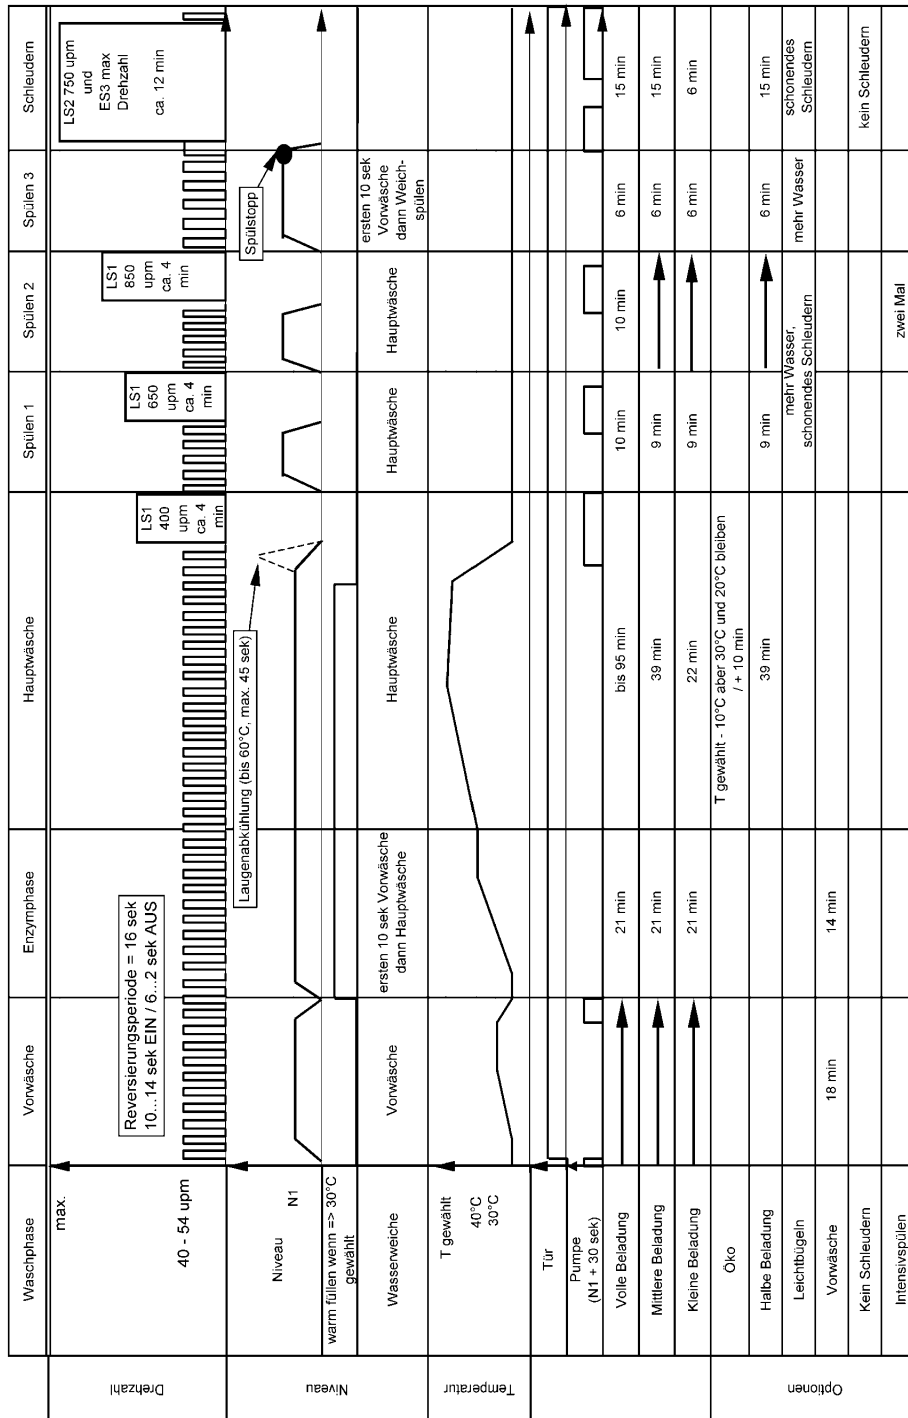 Waschphase
Vorwäsche
Enzymphase
Hauptwäsche
Spülen 1
Spülen 2
Spülen 3
Schleudern
Drehzahl
max.
40 - 54 upm
Reversierungsperiode = 16 sek
10...14 sek EIN / 6...2 sek AUS
LS1
400
upm
ca. 4
min
LS1
650
upm
ca. 4
min
LS1
850
upm
ca. 4
min
LS2 750 upm
und
ES3 max
Drehzahl
ca. 12 min
Niveau
Niveau
N1
Laugenabkühlung (bis 60°C, max. 45 sek)
Spülstopp
warm füllen wenn => 30°C
gewählt
Wasserweiche
Vorwäsche
ersten 10 sek Vorwäsche
dann Hauptwäsche
Hauptwäsche
Hauptwäsche
Hauptwäsche
ersten 10 sek
Vorwäsche
dann Weich-
spülen
Temperatur
T gewählt
40°C
30°C
Tür
Pumpe
(N1 + 30 sek)
Volle Beladung
21 min
bis 95 min
10 min
10 min
6 min
15 min
Mittlere Beladung
21 min
39 min
9 min
6 min
15 min
Kleine Beladung
21 min
22 min
9 min
6 min
6 min
Optionen
Öko
T gewählt - 10°C aber 30°C und 20°C bleiben
/ + 10 min
Halbe Beladung
39 min
9 min
6 min
15 min
Leichtbügeln
mehr Wasser,
schonendes Schleudern
mehr Wasser
schonendes
Schleudern
Vorwäsche
18 min
14 min
Kein Schleudern
kein Schleudern
Intensivspülen
zwei Mal